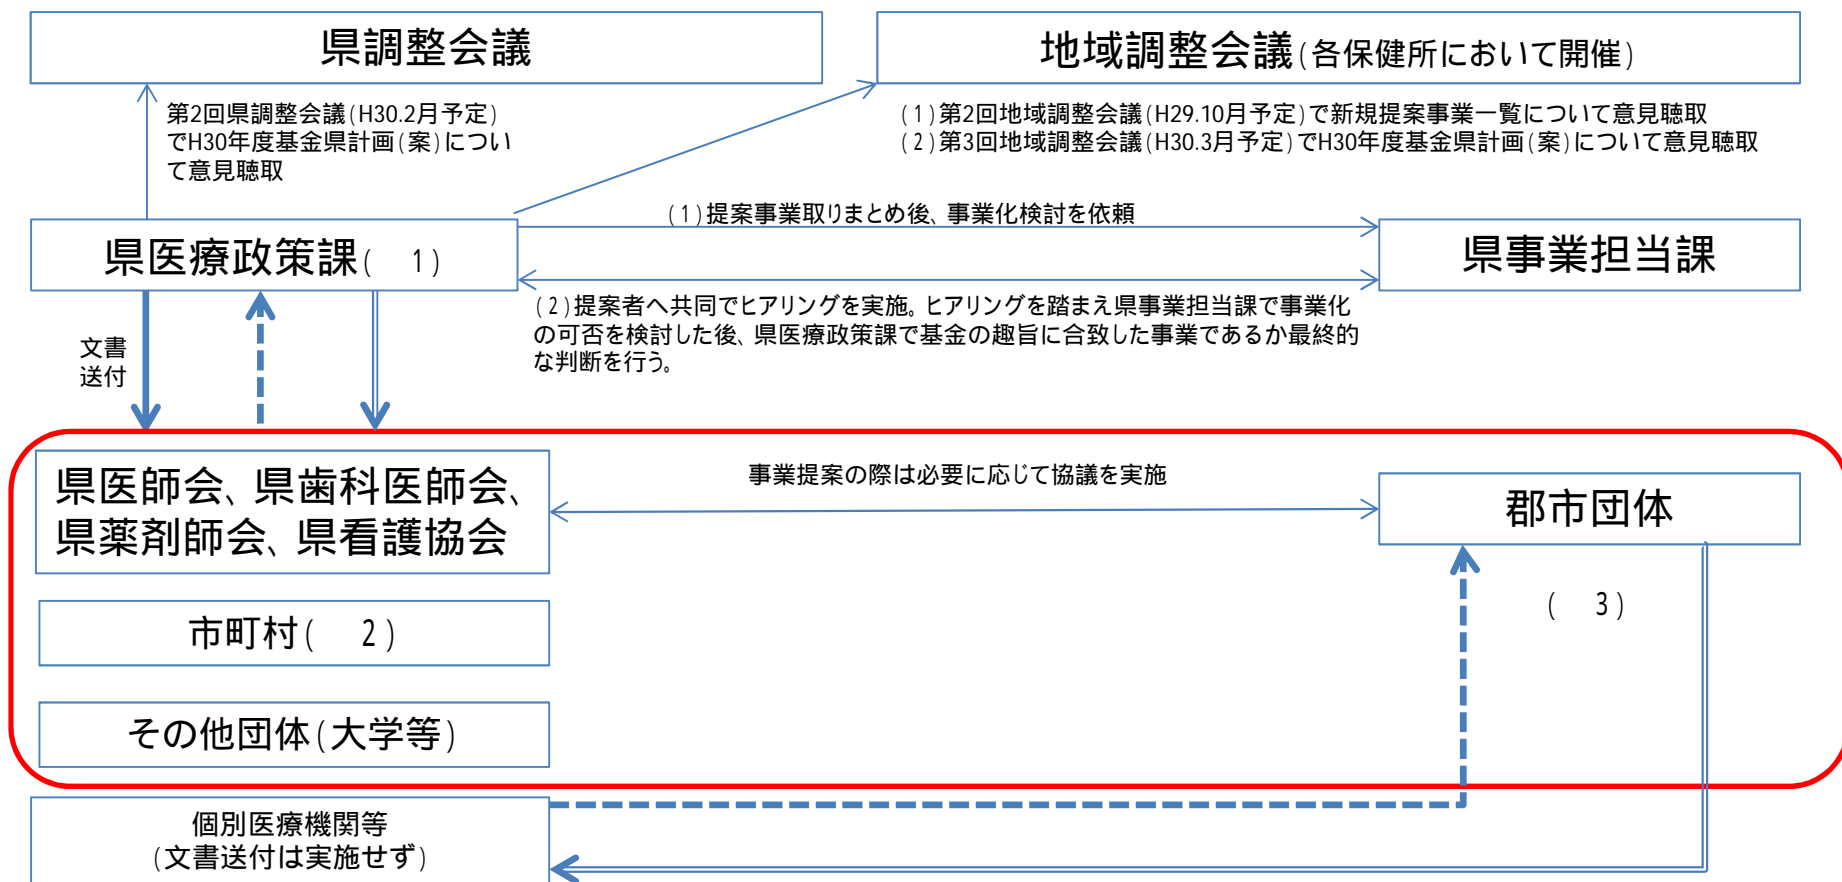 県調整会議
地域調整会議(各保健所において開催)
第2回県調整会議(H30.2月予定)
でH30年度基金県計画(案)につい
て意見聴取
(1)第2回地域調整会議(H29.10月予定)で新規提案事業一覧について意見聴取
(2)第3回地域調整会議(H30.3月予定)でH30年度基金県計画(案)について意見聴取
(1)提案事業取りまとめ後、事業化検討を依頼
県医療政策課(　1)
県事業担当課
(2)提案者へ共同でヒアリングを実施。ヒアリングを踏まえ県事業担当課で事業化
の可否を検討した後、県医療政策課で基金の趣旨に合致した事業であるか最終的
な判断を行う。
文書
送付
県医師会、県歯科医師会、
県薬剤師会、県看護協会
事業提案の際は必要に応じて協議を実施
郡市団体
(　3)
市町村(　2)
その他団体(大学等)
個別医療機関等
(文書送付は実施せず)